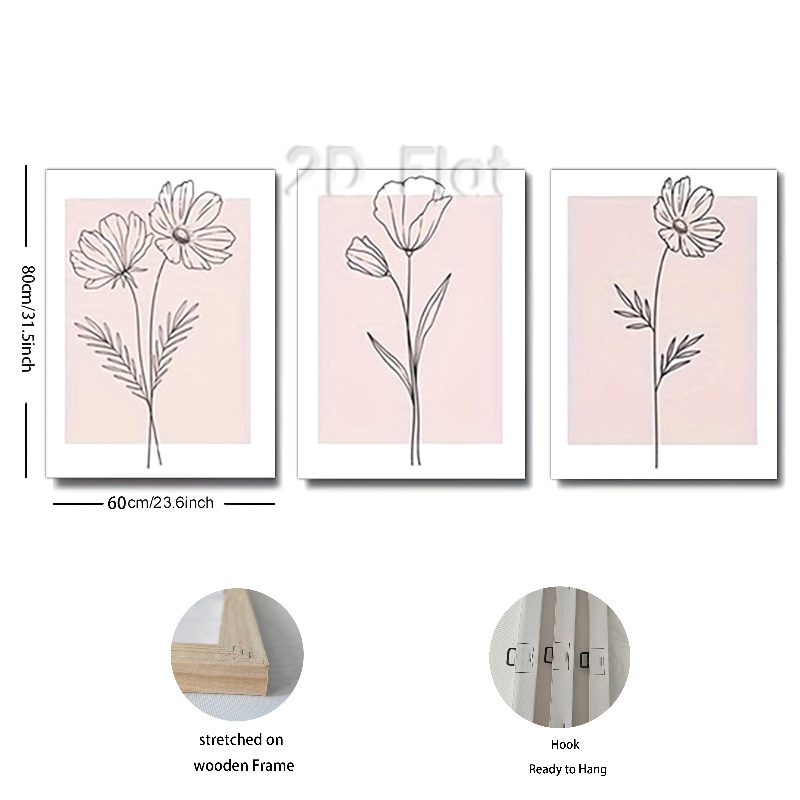 2D Flat
80cm/31.5inch
60cm/23.6inch
stretched on
wooden Frame
Hook
Ready to Hang